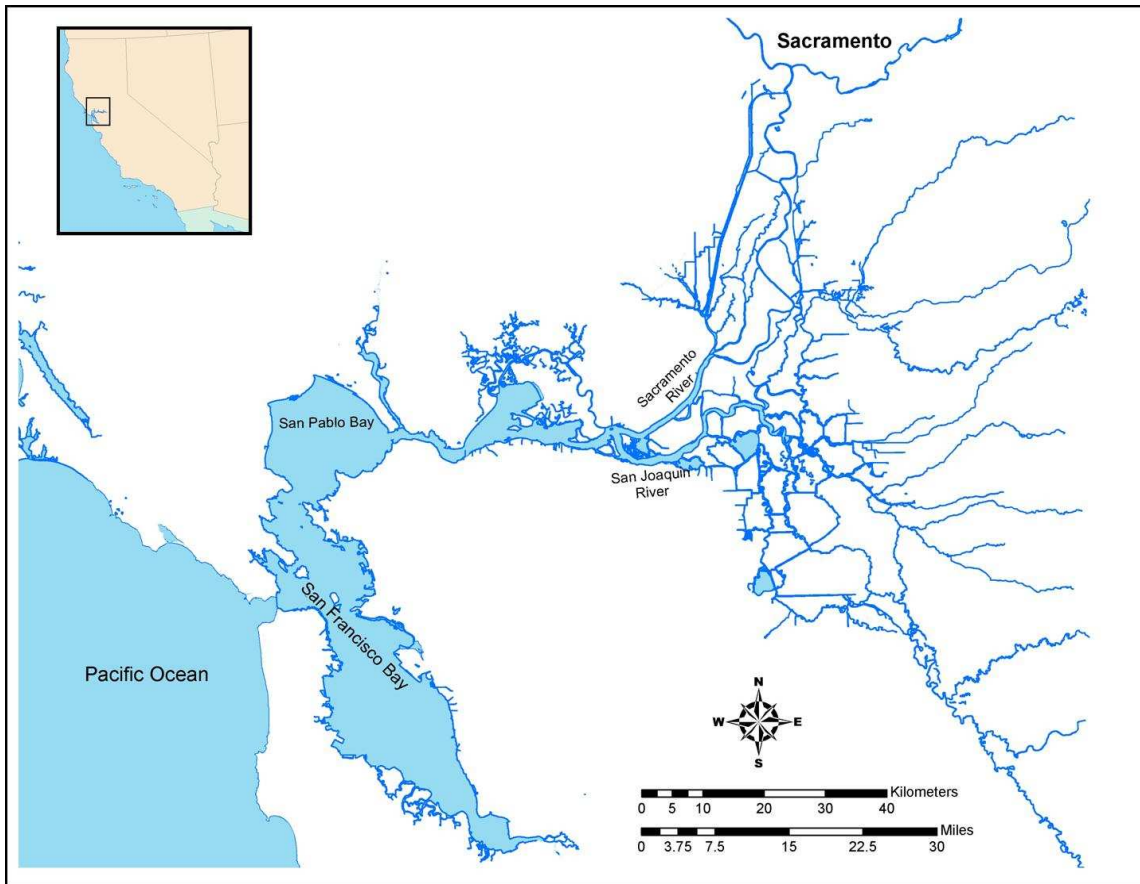 Sacramento
Sacramento
River
San Pablo Bay
San Joaquin
River
San Francisco Bay
Pacific Ocean
N
W E
S
Kilometers
0 5 10 20 30 40
Miles
0 3.75 7.5 15 22.5 30